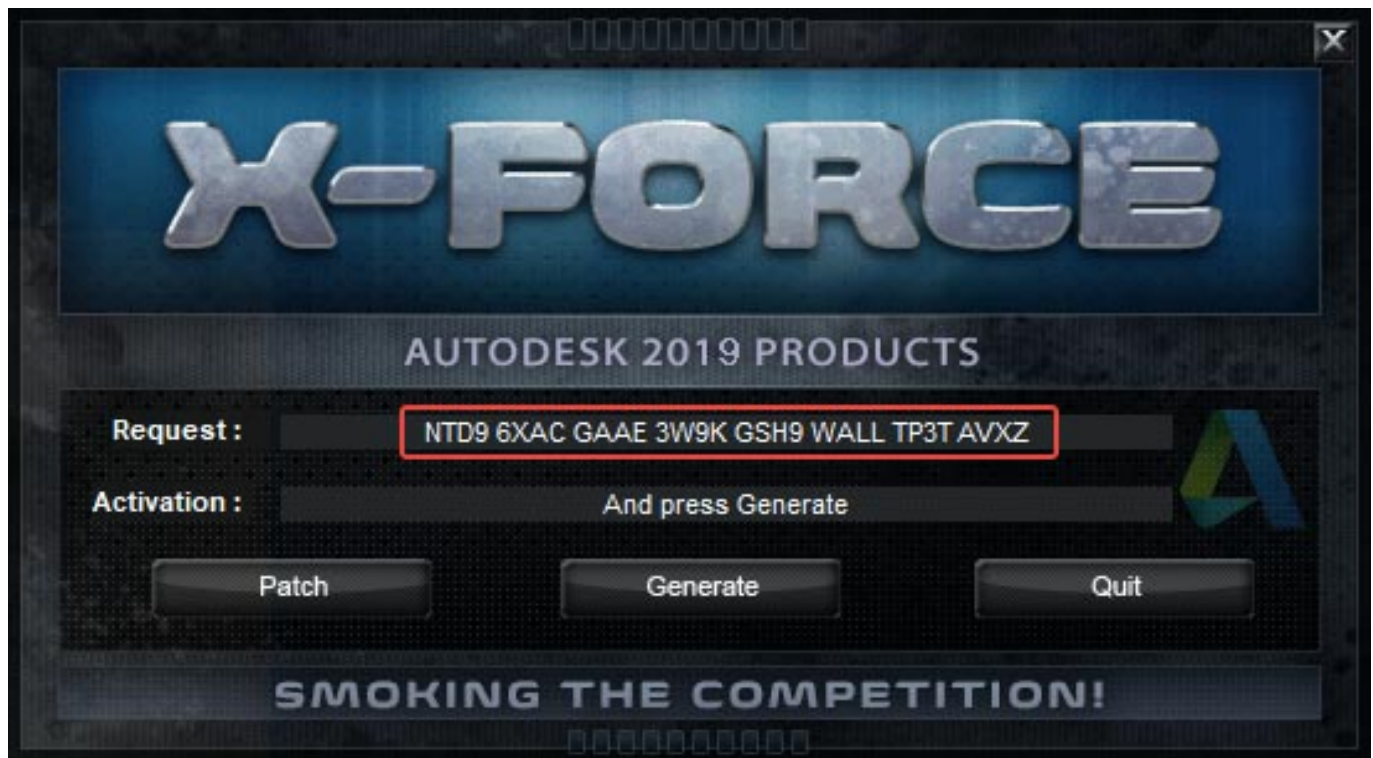 X
X-FORCE
AUTODESK 2019 PRODUCTS
Request : NTD9 6XAC GAAE 3W9K GSH9 WALL TP3T AVXZ
Activation : And press Generate
Patch Generate Quit
SMOKING THE COMPETITION!